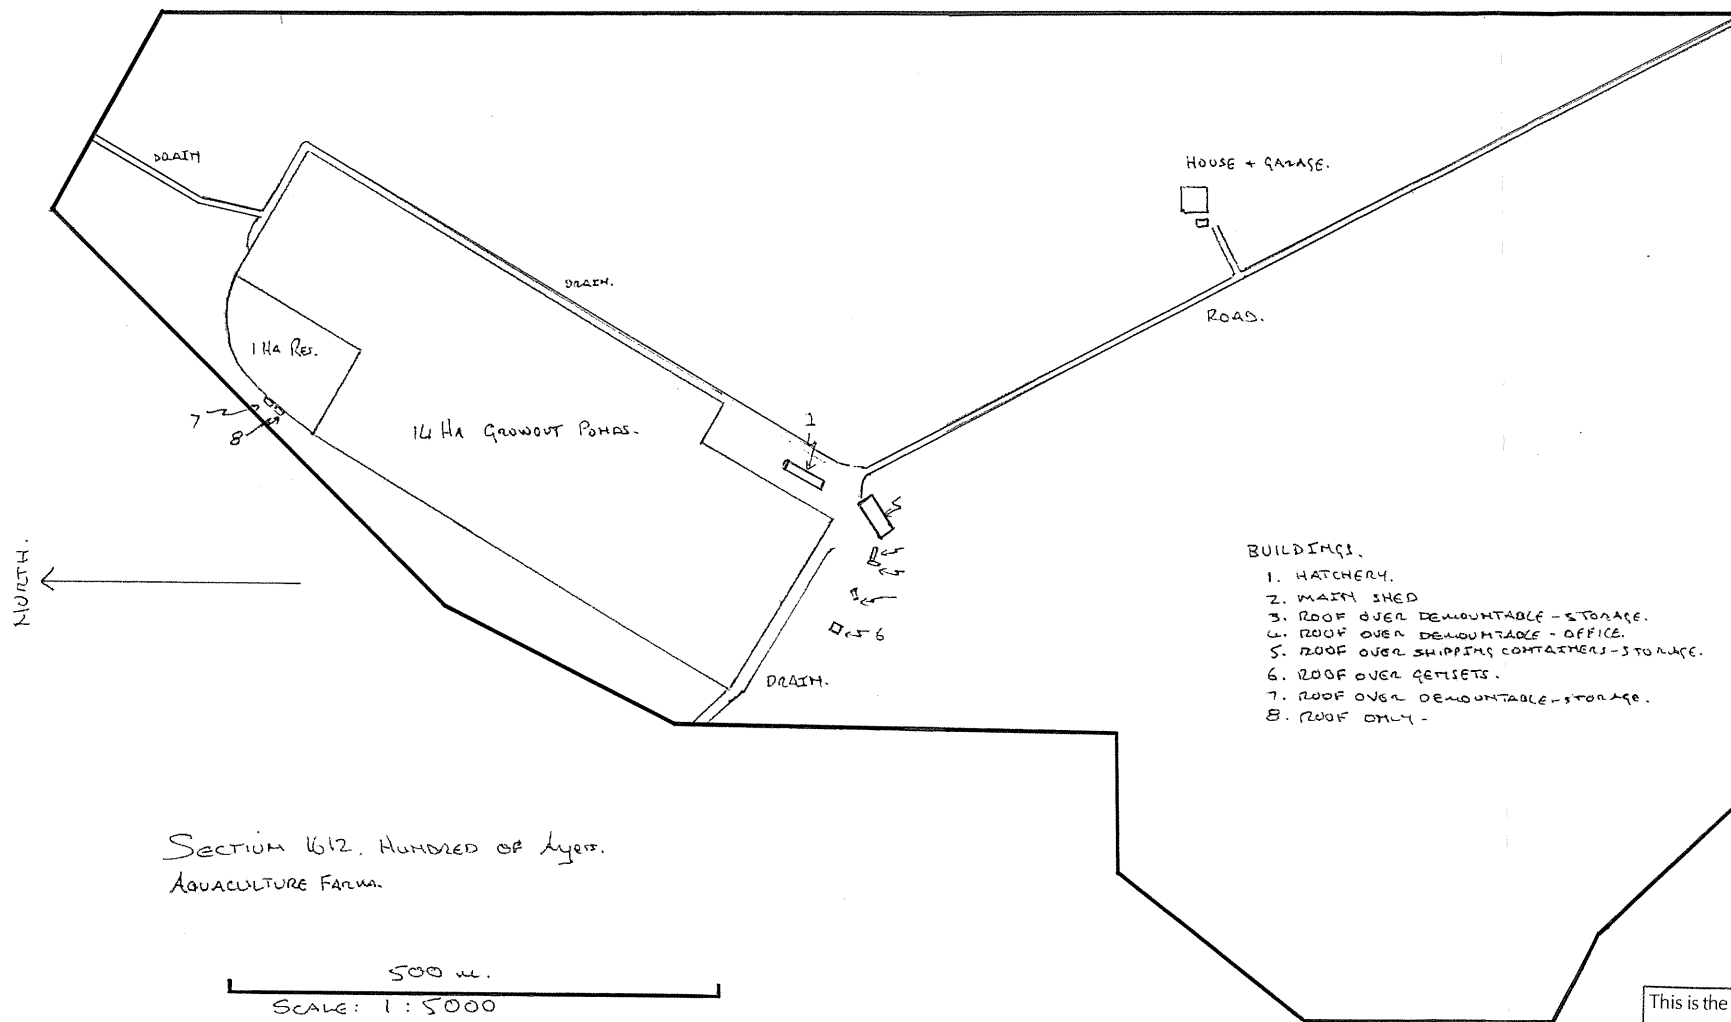 DRAIN
HOUSE + GARAGE.
DRAIN.
ROAD.
1 HA RES.
7
8
14 HA GROWOUT PONDS.
1
6
DRAIN.
NORTH.
BUILDINGS.
1. HATCHERY.
2. MAIN SHED
3. ROOF OVER DEMOUNTABLE - STORAGE.
4. ROOF OVER DEMOUNTABLE - OFFICE.
5. ROOF OVER SHIPPING CONTAINERS - STORAGE.
6. ROOF OVER GENSETS.
7. ROOF OVER DEMOUNTABLE - STORAGE.
8. ROOF ONLY -
SECTION 1612, HUNDRED OF Ayers.
AQUACULTURE FARM.
500 m.
SCALE: 1 : 5000
This is the